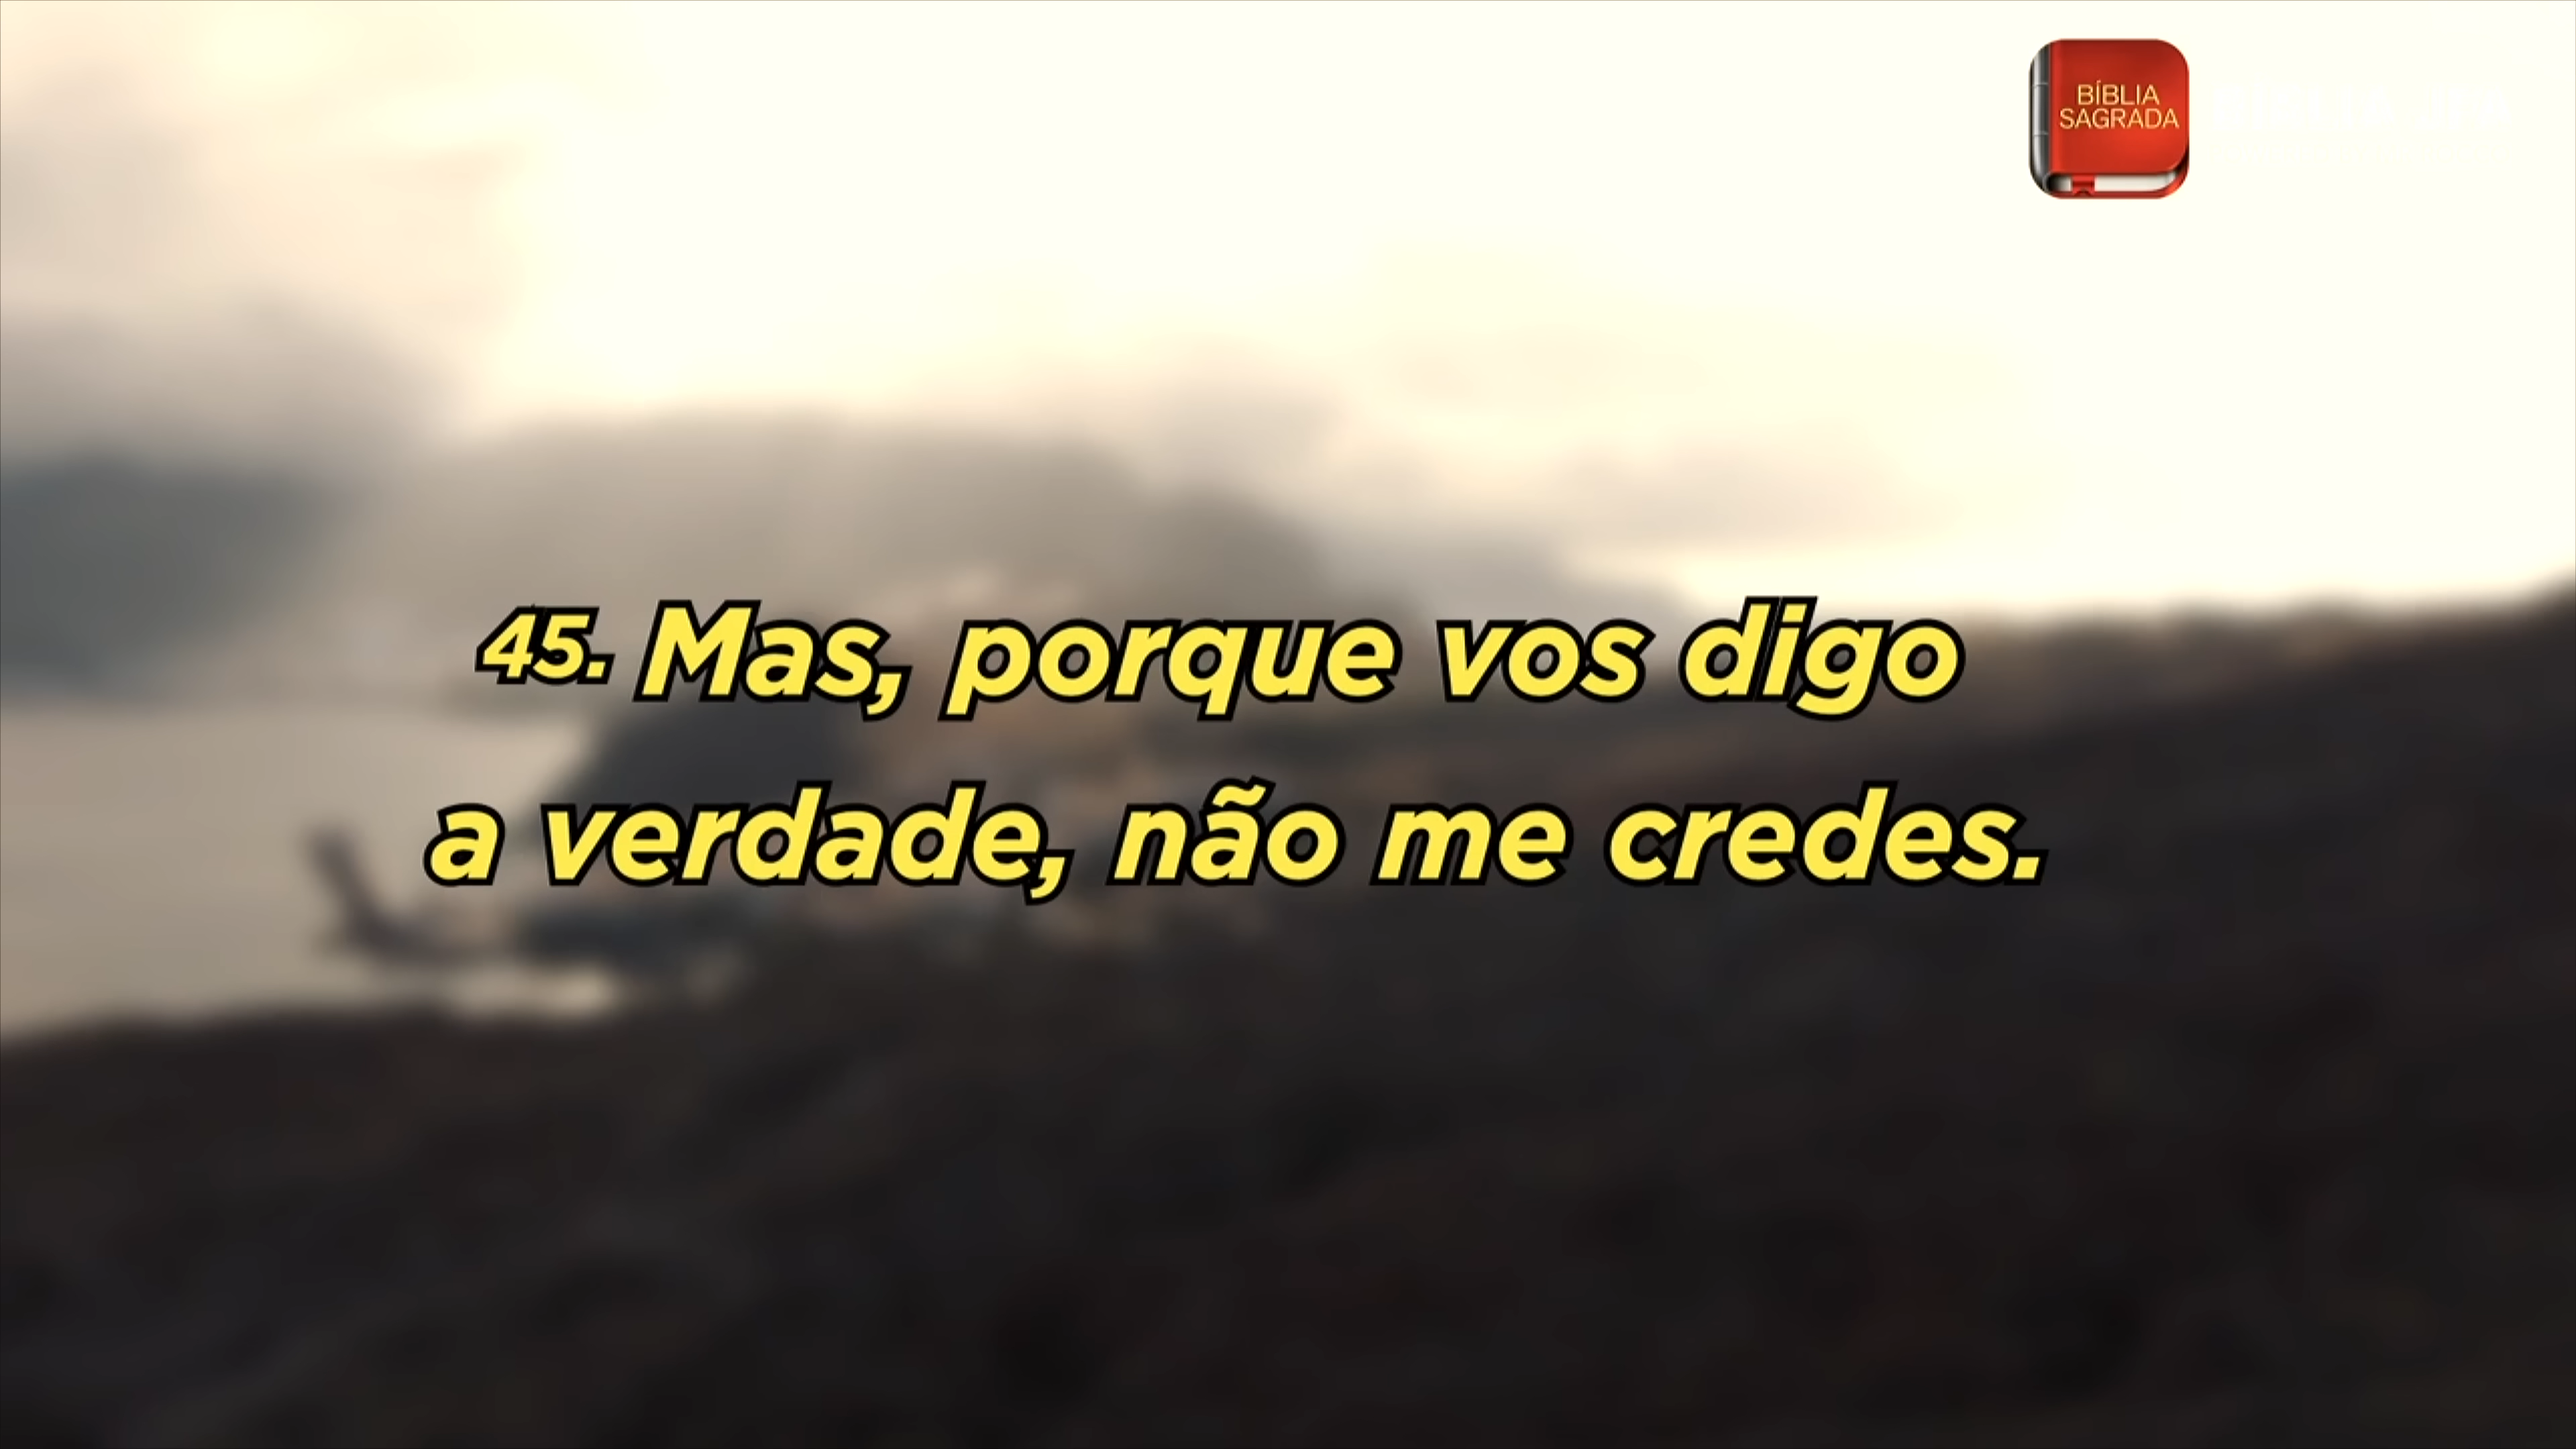 BÍBLIA
SAGRADA
45. Mas, porque vos digo
a verdade, não me credes.